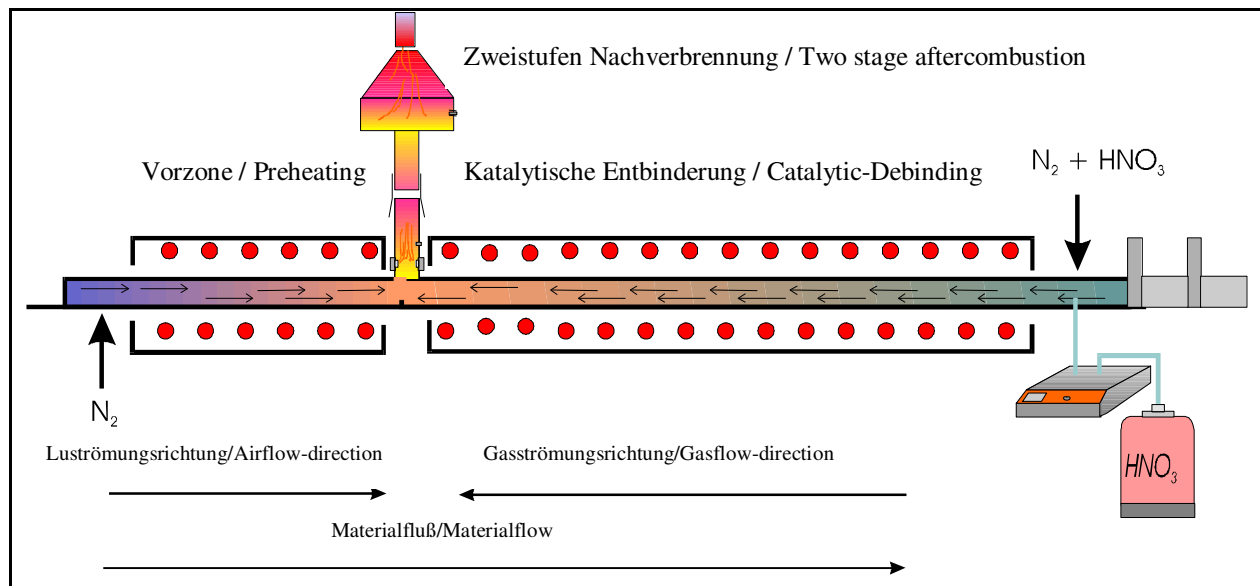 Zweistufen Nachverbrennung / Two stage aftercombustion
Vorzone / Preheating
Katalytische Entbinderung / Catalytic-Debinding
N₂ + HNO₃
N₂
HNO₃
Luströmungsrichtung/Airflow-direction
Gasströmungsrichtung/Gasflow-direction
Materialfluß/Materialflow